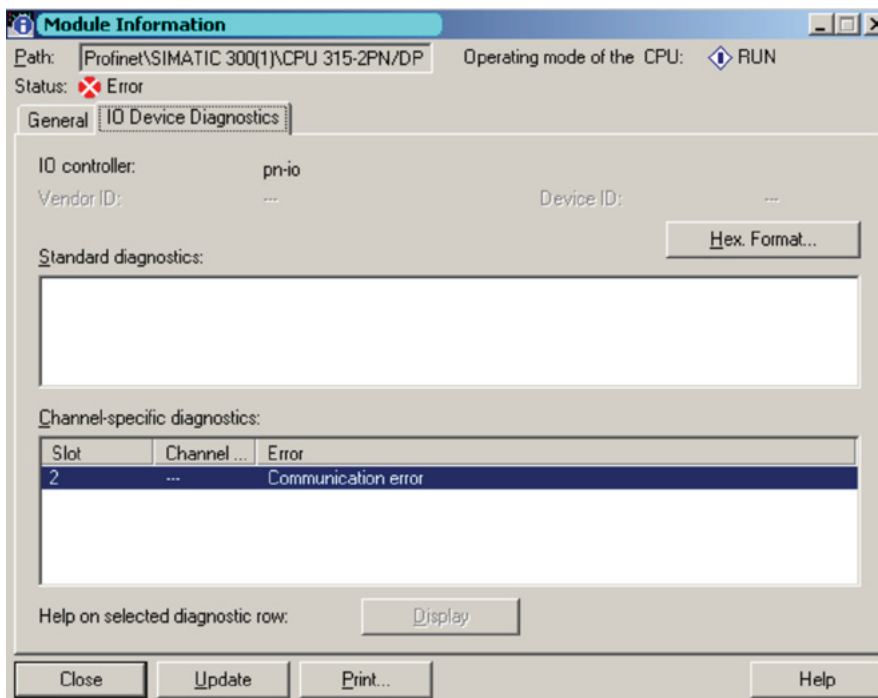 Module Information
Path: Profinet\SIMATIC 300(1)\CPU 315-2PN/DP Operating mode of the CPU: RUN
Status: Error
General IO Device Diagnostics
IO controller: pn-io
Vendor ID: --- Device ID: ---
Hex. Format...
Standard diagnostics:
Channel-specific diagnostics:
Slot Channel ... Error
2 --- Communication error
Help on selected diagnostic row: Display
Close Update Print... Help